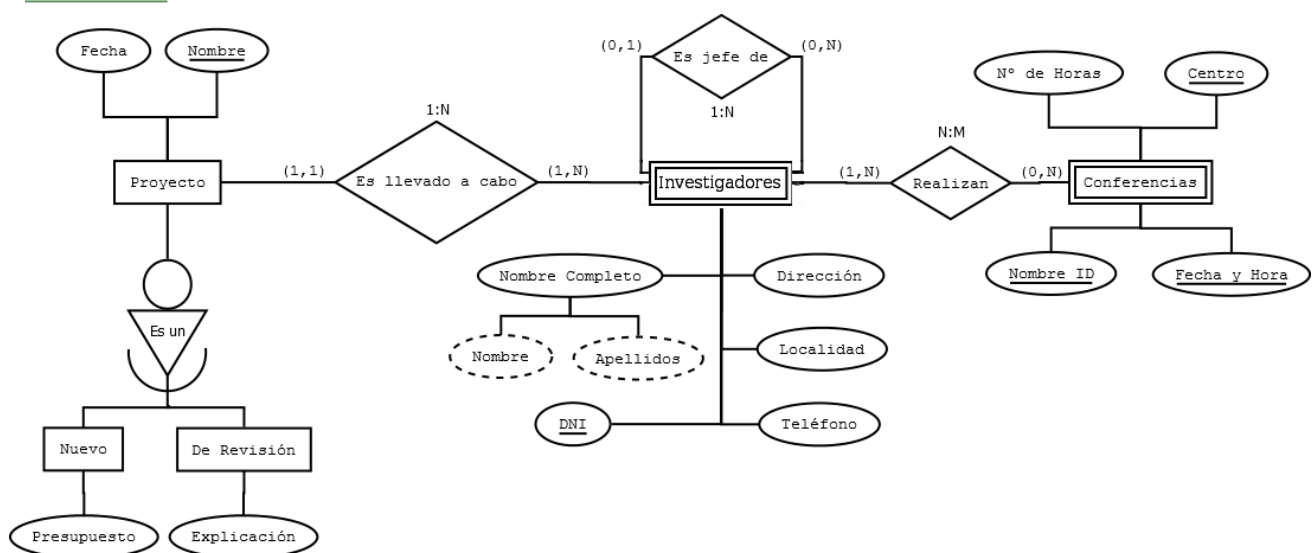 Fecha
Nombre
(0,1)
Es jefe de
(0,N)
1:N
Nº de Horas
Centro
1:N
N:M
Proyecto
(1,1)
Es llevado a cabo
(1,N)
Investigadores
(1,N)
Realizan
(0,N)
Conferencias
Nombre Completo
Dirección
Nombre ID
Fecha y Hora
Es un
Nombre
Apellidos
Localidad
DNI
Teléfono
Nuevo
De Revisión
Presupuesto
Explicación